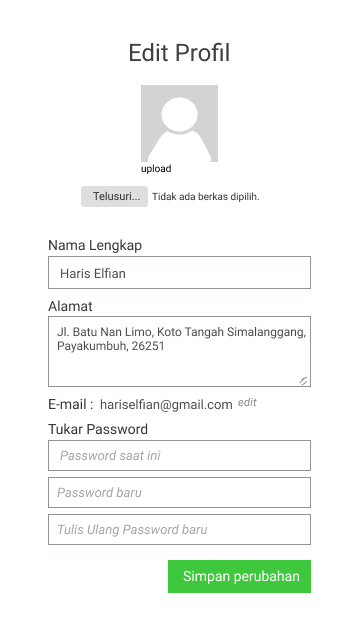 Edit Profil
upload
Telusuri... Tidak ada berkas dipilih.
Nama Lengkap
Haris Elfian
Alamat
Jl. Batu Nan Limo, Koto Tangah Simalanggang,
Payakumbuh, 26251
E-mail : hariselfian@gmail.com edit
Tukar Password
Password saat ini
Password baru
Tulis Ulang Password baru
Simpan perubahan